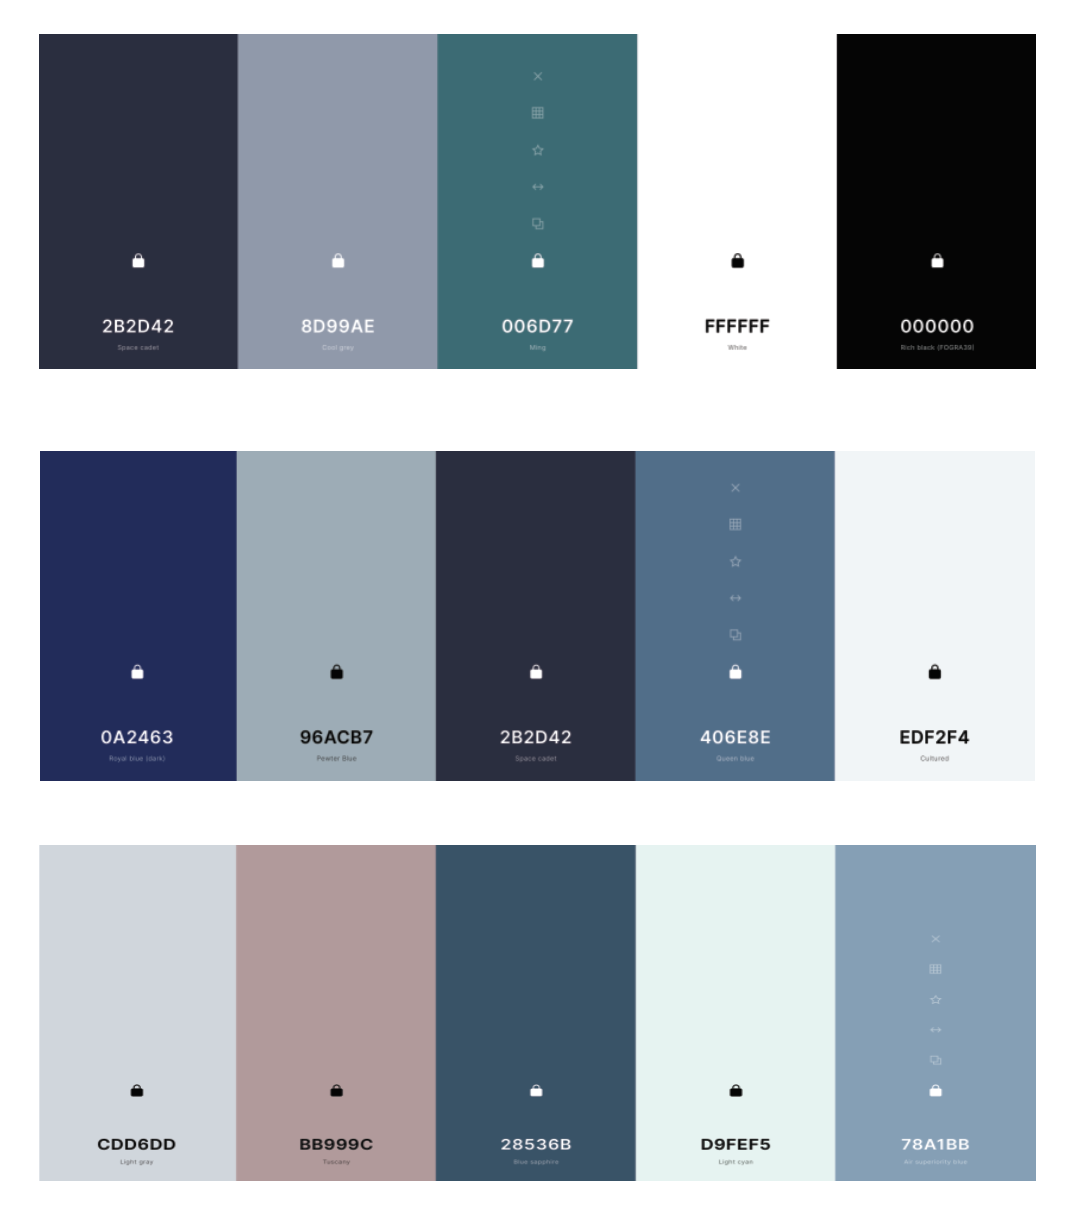 2B2D42 8D99AE 006D77 FFFFFF 000000
Space cadet Cool grey Ming White Rich black (FOGRA39)
0A2463 96ACB7 2B2D42 406E8E EDF2F4
Royal blue (dark) Pewter Blue Space cadet Queen blue Cultured
CDD6DD BB999C 28536B D9FEF5 78A1BB
Light gray Tuscany Blue sapphire Light cyan Air superiority blue